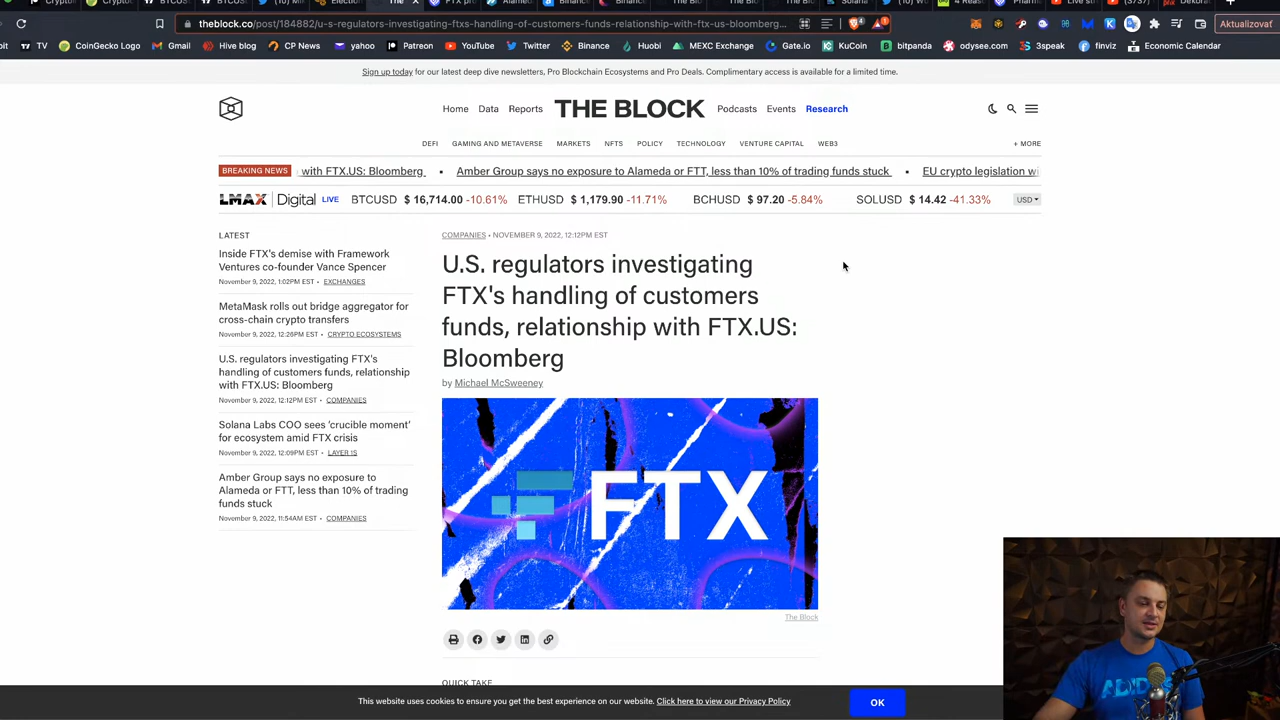 The
theblock.co/post/184882/u-s-regulators-investigating-ftxs-handling-of-customers-funds-relationship-with-ftx-us-bloomberg...
4
1
Aktualizovať
TV
CoinGecko Logo
Gmail
Hive blog
CP News
yahoo
Patreon
YouTube
Twitter
Binance
Huobi
MEXC Exchange
Gate.io
KuCoin
bitpanda
odysee.com
3speak
finviz
Economic Calendar
Sign up today for our latest deep dive newsletters, Pro Blockchain Ecosystems and Pro Deals. Complimentary access is available for a limited time.
Home Data Reports THE BLOCK Podcasts Events Research
DEFI GAMING AND METAVERSE MARKETS NFTS POLICY TECHNOLOGY VENTURE CAPITAL WEB3 + MORE
BREAKING NEWS with FTX.US: Bloomberg • Amber Group says no exposure to Alameda or FTT, less than 10% of trading funds stuck • EU crypto legislation wi
LMAX Digital LIVE BTCUSD $ 16,714.00 -10.61% ETHUSD $ 1,179.90 -11.71% BCHUSD $ 97.20 -5.84% SOLUSD $ 14.42 -41.33% USD
LATEST
Inside FTX's demise with Framework
Ventures co-founder Vance Spencer
November 9, 2022, 1:02PM EST • EXCHANGES
MetaMask rolls out bridge aggregator for
cross-chain crypto transfers
November 9, 2022, 12:26PM EST • CRYPTO ECOSYSTEMS
U.S. regulators investigating FTX's
handling of customers funds, relationship
with FTX.US: Bloomberg
November 9, 2022, 12:12PM EST • COMPANIES
Solana Labs COO sees 'crucible moment'
for ecosystem amid FTX crisis
November 9, 2022, 12:09PM EST • LAYER 1S
Amber Group says no exposure to
Alameda or FTT, less than 10% of trading
funds stuck
November 9, 2022, 11:54AM EST • COMPANIES
COMPANIES • NOVEMBER 9, 2022, 12:12PM EST
U.S. regulators investigating
FTX's handling of customers
funds, relationship with FTX.US:
Bloomberg
by Michael McSweeney
FTX
The Block
QUICK TAKE
This website uses cookies to ensure you get the best experience on our website. Click here to view our Privacy Policy
OK